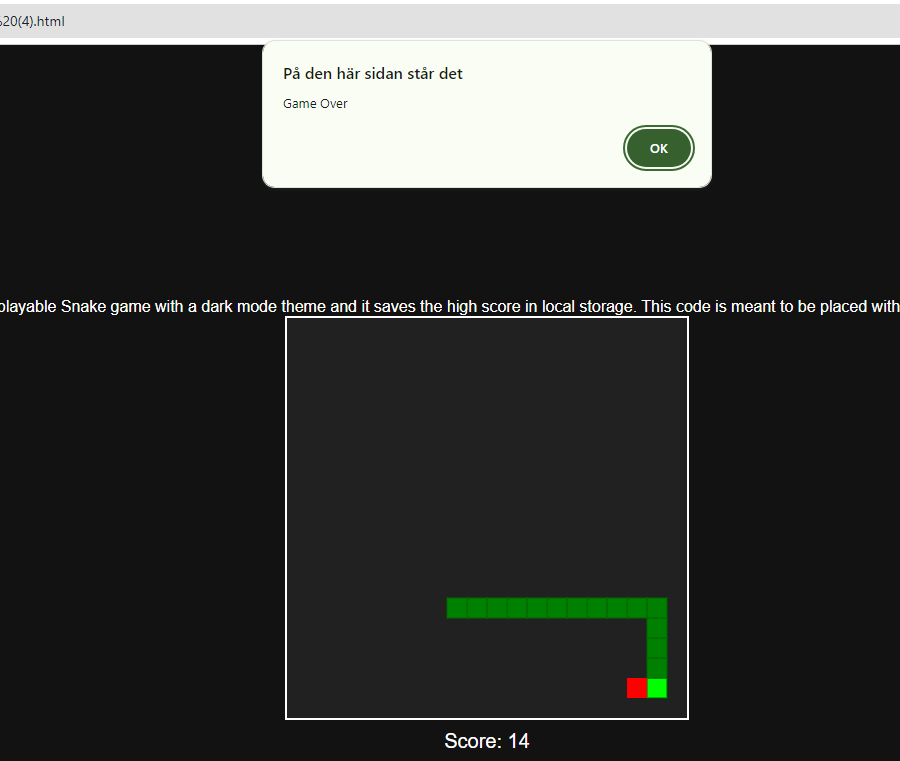 20(4).html
På den här sidan står det
Game Over
OK
playable Snake game with a dark mode theme and it saves the high score in local storage. This code is meant to be placed with
Score: 14